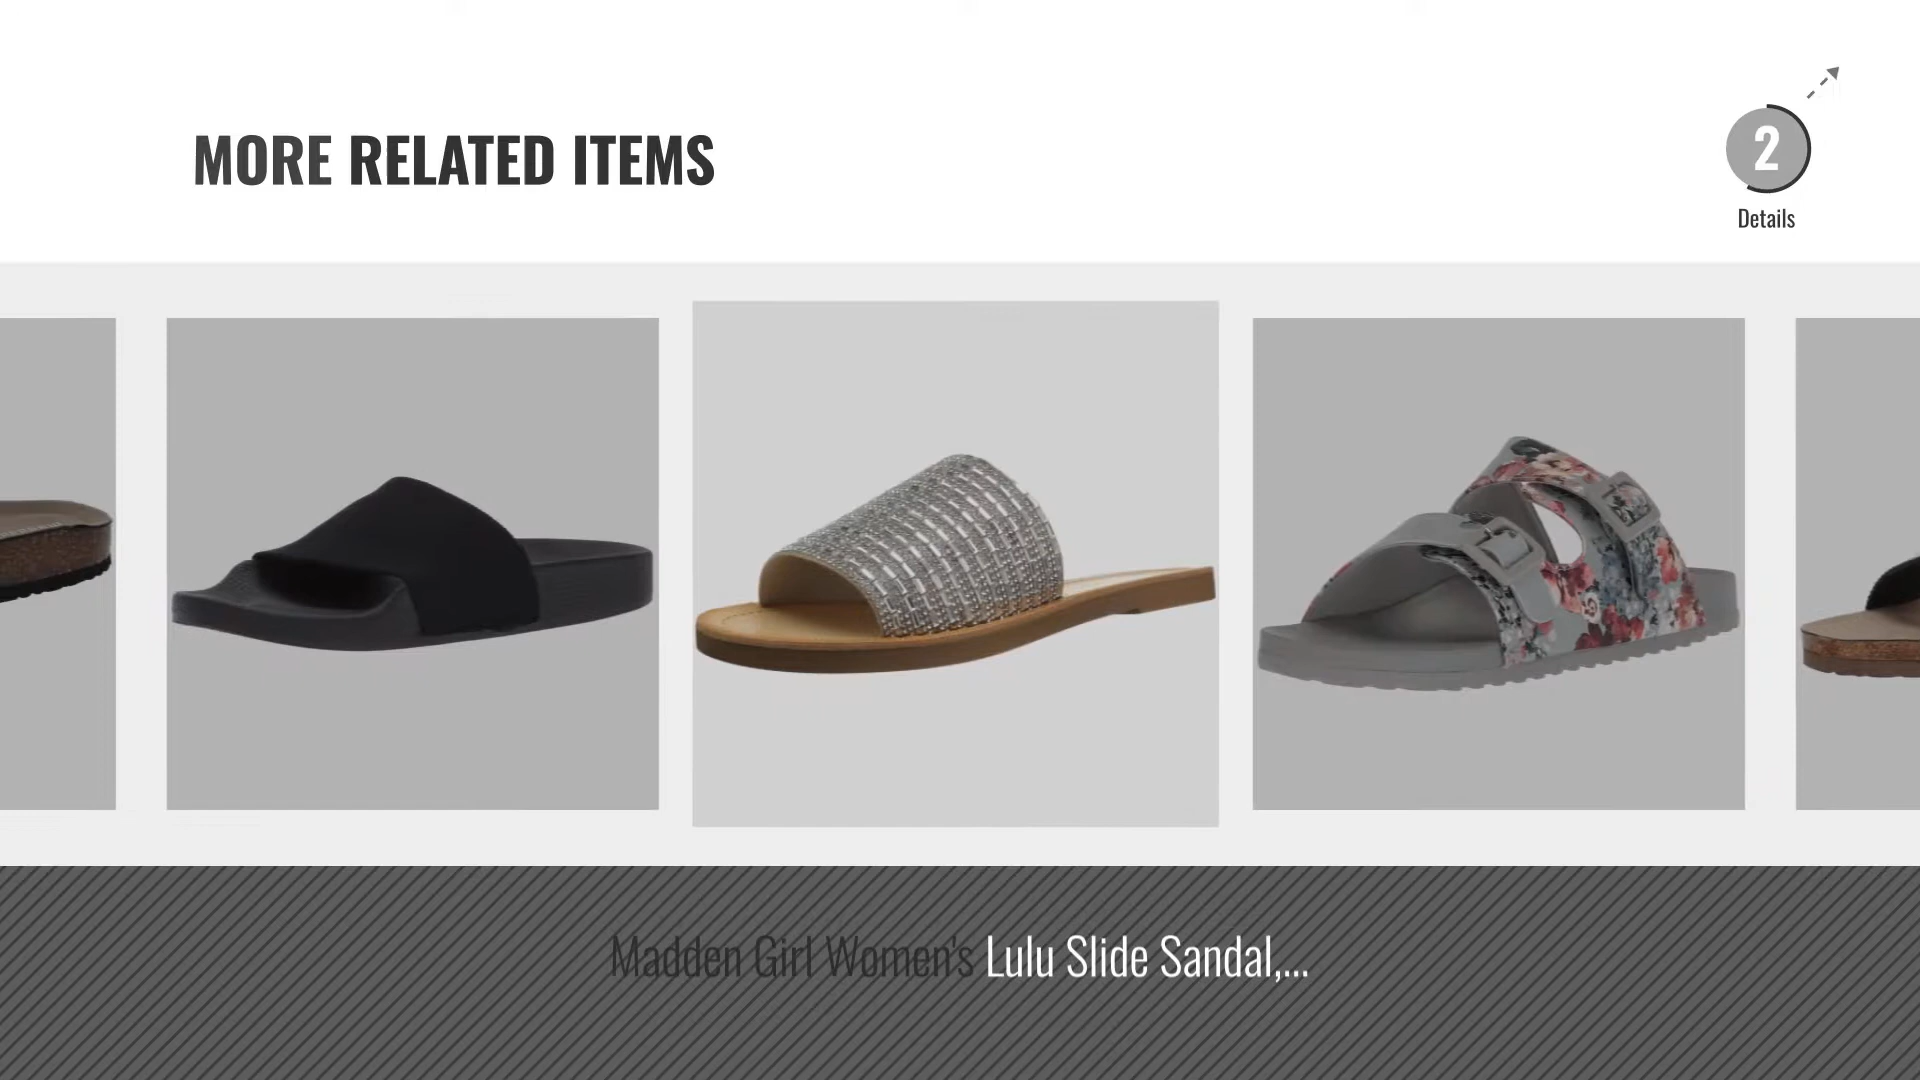 MORE RELATED ITEMS
2
Details
Madden Girl Women's Lulu Slide Sandal,...